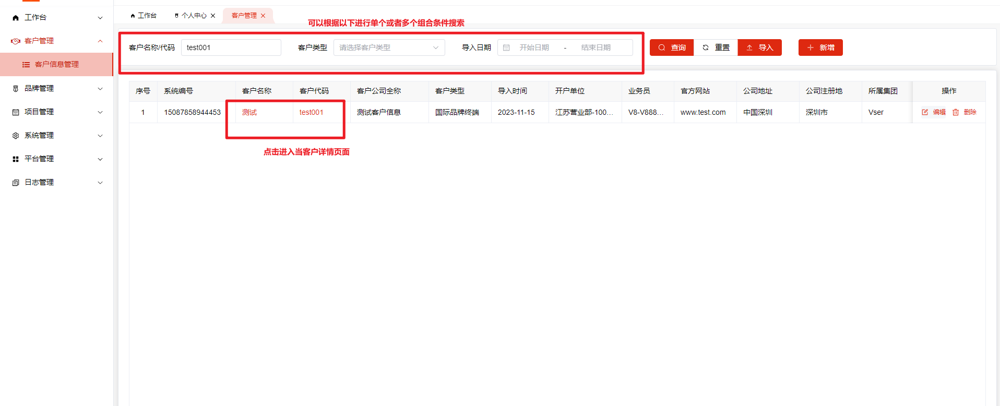 工作台
客户管理
客户信息管理
品牌管理
项目管理
系统管理
平台管理
日志管理
工作台 个人中心 客户管理
可以根据以下进行单个或者多个组合条件搜索
客户名称/代码 test001 客户类型 请选择客户类型 导入日期 开始日期 - 结束日期 查询 重置 导入 新增
序号 系统编号 客户名称 客户代码 客户公司全称 客户类型 导入时间 开户单位 业务员 官方网站 公司地址 公司注册地 所属集团 操作
1 15087858944453 测试 test001 测试客户信息 国际品牌终端 2023-11-15 江苏营业部-100... V8-V888... www.test.com 中国深圳 深圳市 Vser 编辑 删除
点击进入当客户详情页面